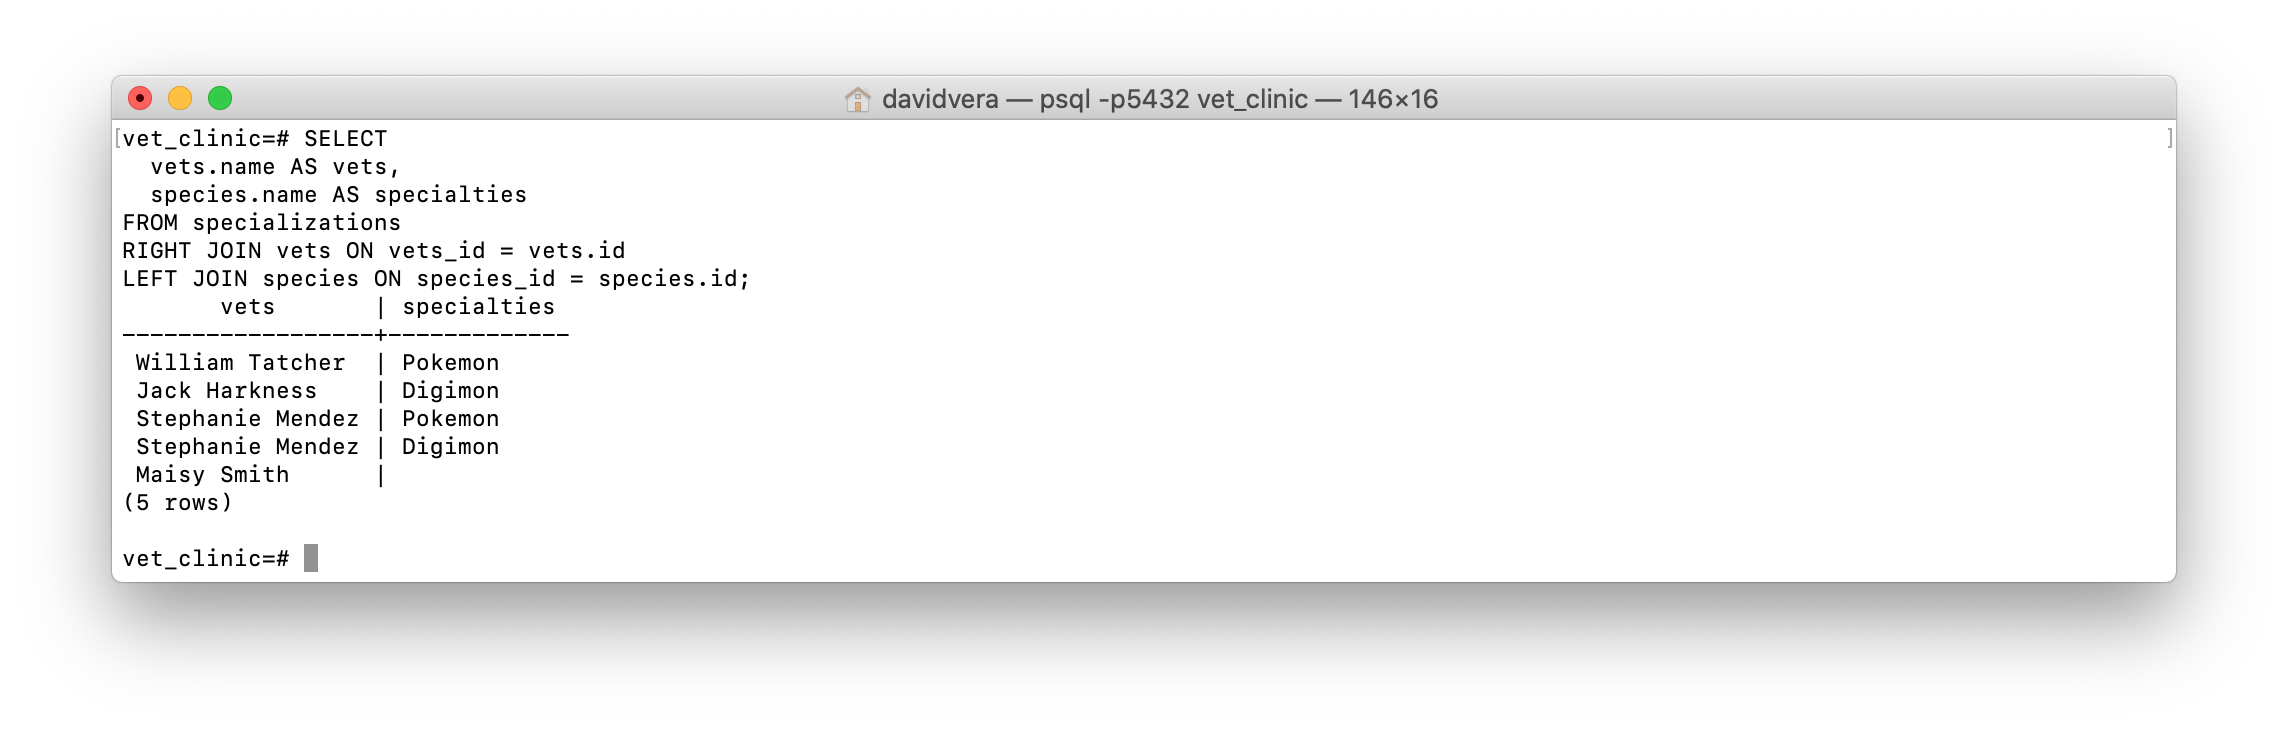 davidvera — psql -p5432 vet_clinic — 146×16
[vet_clinic=# SELECT ]
  vets.name AS vets,
  species.name AS specialties
FROM specializations
RIGHT JOIN vets ON vets_id = vets.id
LEFT JOIN species ON species_id = species.id;
       vets       | specialties
------------------+-------------
 William Tatcher  | Pokemon
 Jack Harkness    | Digimon
 Stephanie Mendez | Pokemon
 Stephanie Mendez | Digimon
 Maisy Smith      |
(5 rows)
vet_clinic=#